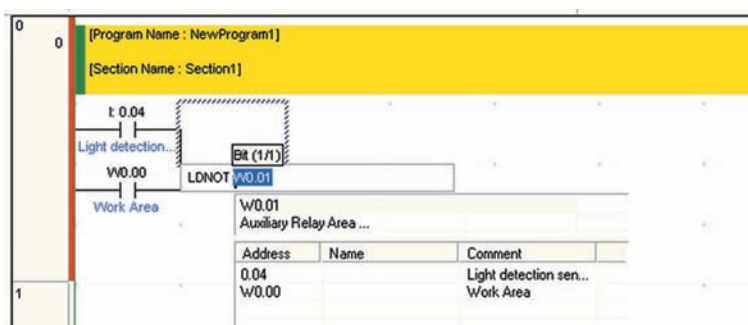 0
0
[Program Name : NewProgram1]
[Section Name : Section1]
I: 0.04
Light detection...
Bit (1/1)
W0.00
LDNOT W0.01
Work Area
W0.01
Auxiliary Relay Area ...
Address Name Comment
0.04 Light detection sen...
W0.00 Work Area
1